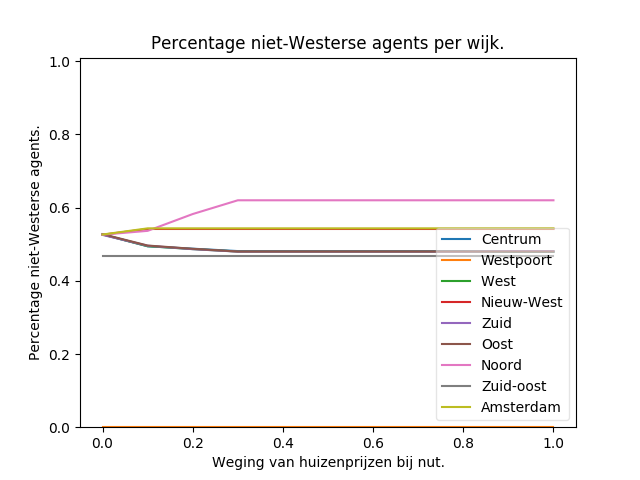 Percentage niet-Westerse agents per wijk.
Percentage niet-Westerse agents.
1.0
0.8
0.6
0.4
0.2
0.0
Centrum
Westpoort
West
Nieuw-West
Zuid
Oost
Noord
Zuid-oost
Amsterdam
0.0 0.2 0.4 0.6 0.8 1.0
Weging van huizenprijzen bij nut.